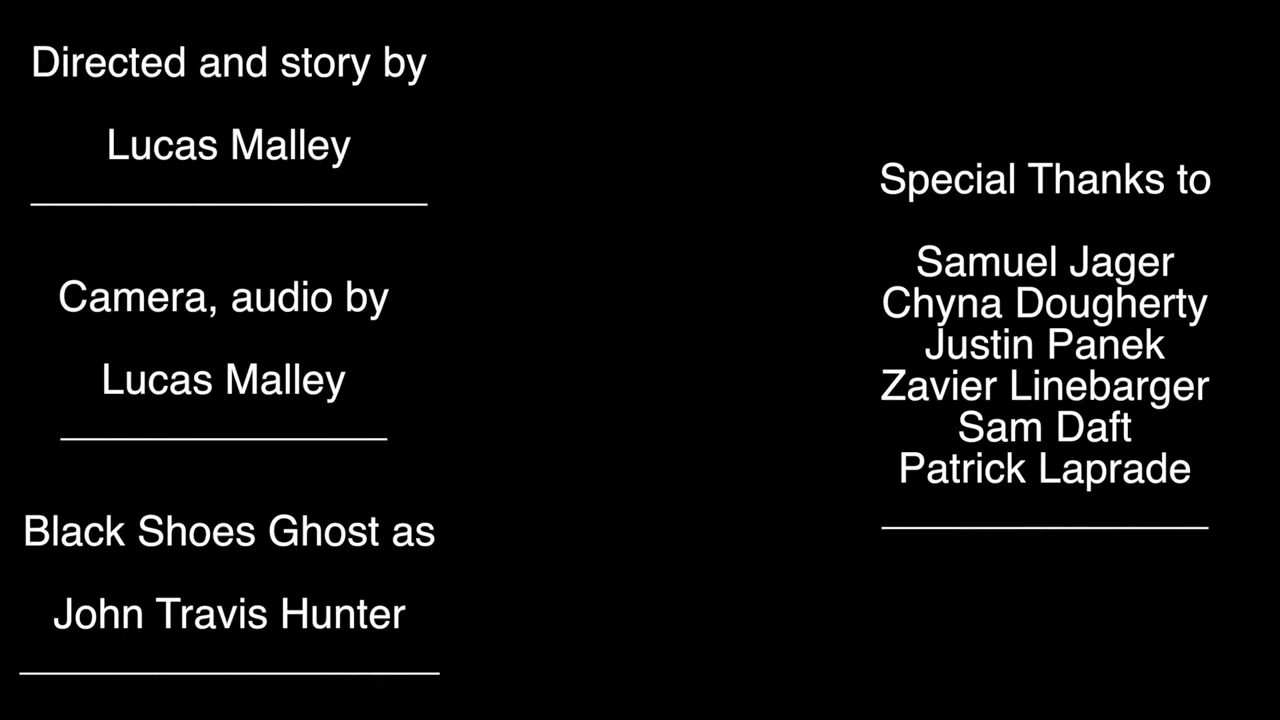 Directed and story by
Lucas Malley
Camera, audio by
Lucas Malley
Black Shoes Ghost as
John Travis Hunter
Special Thanks to
Samuel Jager
Chyna Dougherty
Justin Panek
Zavier Linebarger
Sam Daft
Patrick Laprade